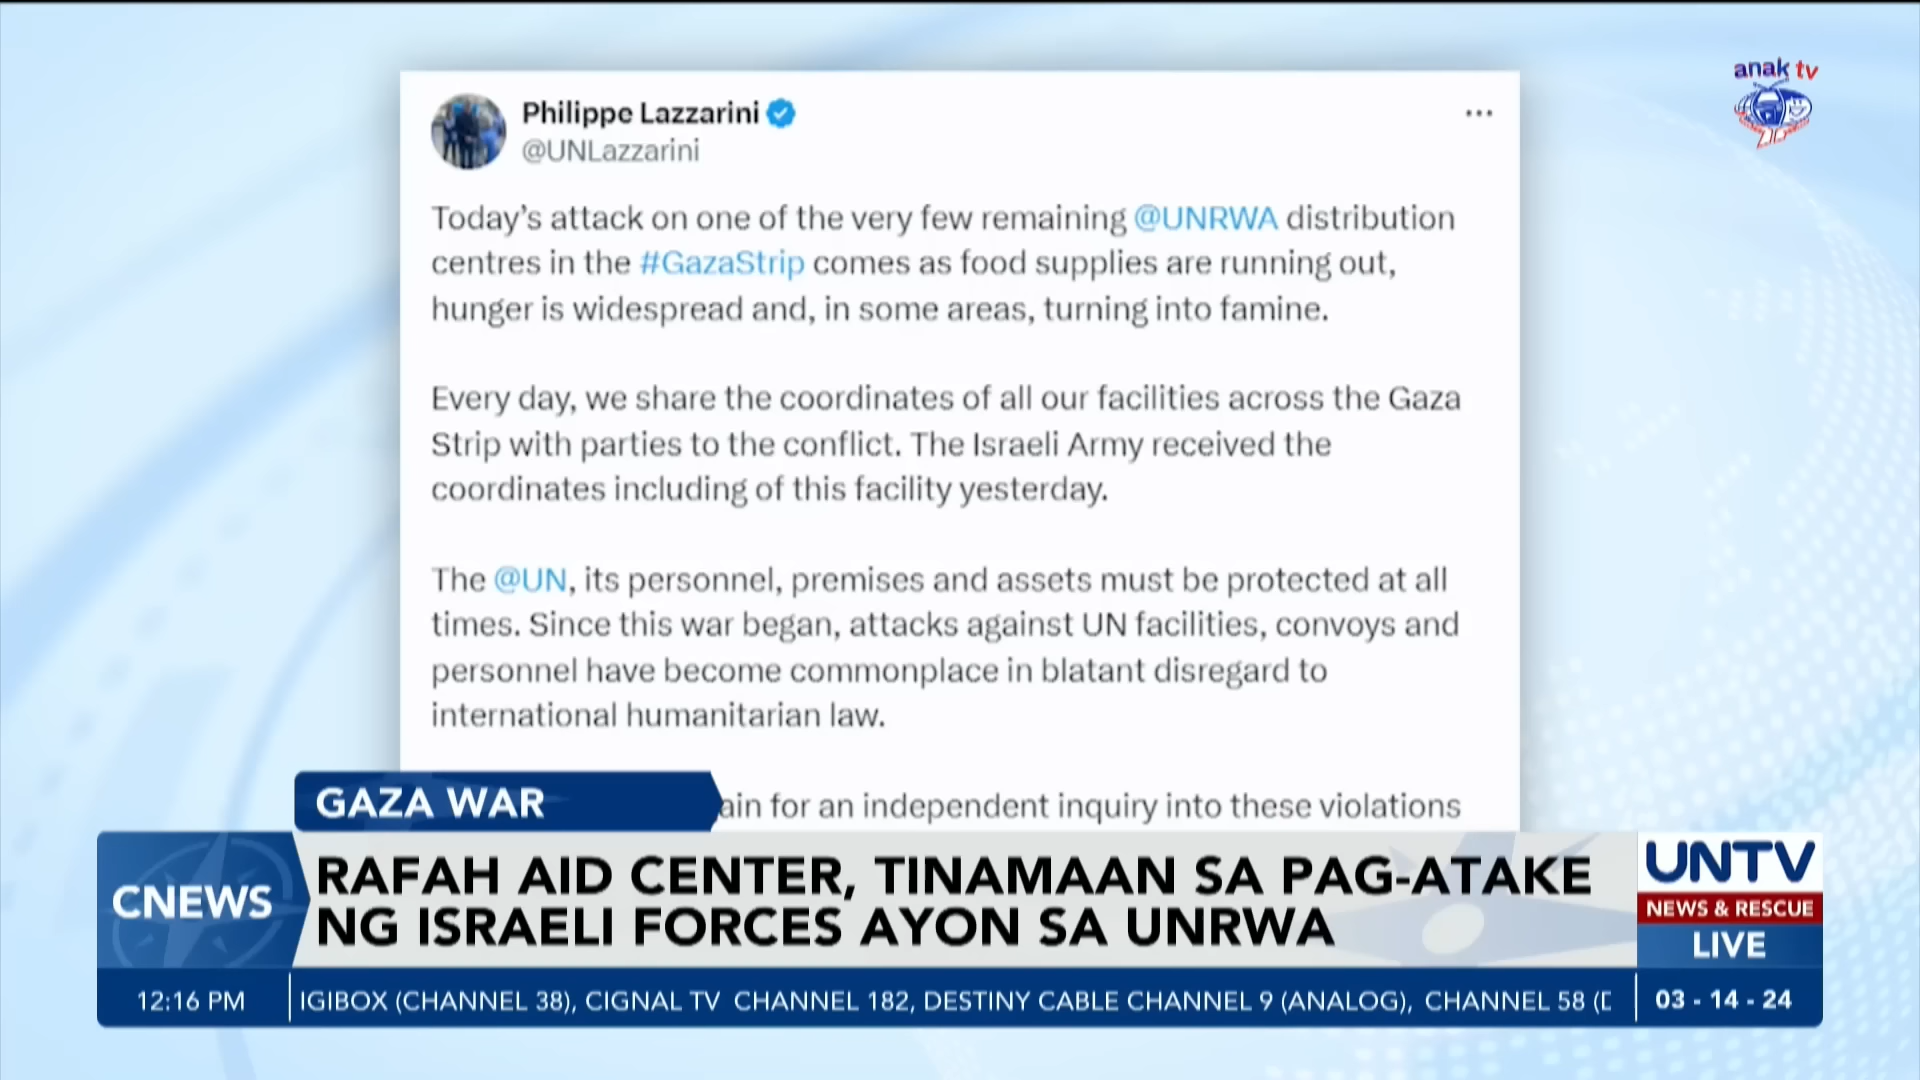 anak tv
Philippe Lazzarini
@UNLazzarini
Today's attack on one of the very few remaining @UNRWA distribution
centres in the #GazaStrip comes as food supplies are running out,
hunger is widespread and, in some areas, turning into famine.
Every day, we share the coordinates of all our facilities across the Gaza
Strip with parties to the conflict. The Israeli Army received the
coordinates including of this facility yesterday.
The @UN, its personnel, premises and assets must be protected at all
times. Since this war began, attacks against UN facilities, convoys and
personnel have become commonplace in blatant disregard to
international humanitarian law.
for an independent inquiry into these violations
GAZA WAR
CNEWS
RAFAH AID CENTER, TINAMAAN SA PAG-ATAKE
NG ISRAELI FORCES AYON SA UNRWA
UNTV
NEWS & RESCUE
LIVE
12:16 PM
IGIBOX (CHANNEL 38), CIGNAL TV CHANNEL 182, DESTINY CABLE CHANNEL 9 (ANALOG), CHANNEL 58
03 - 14 - 24